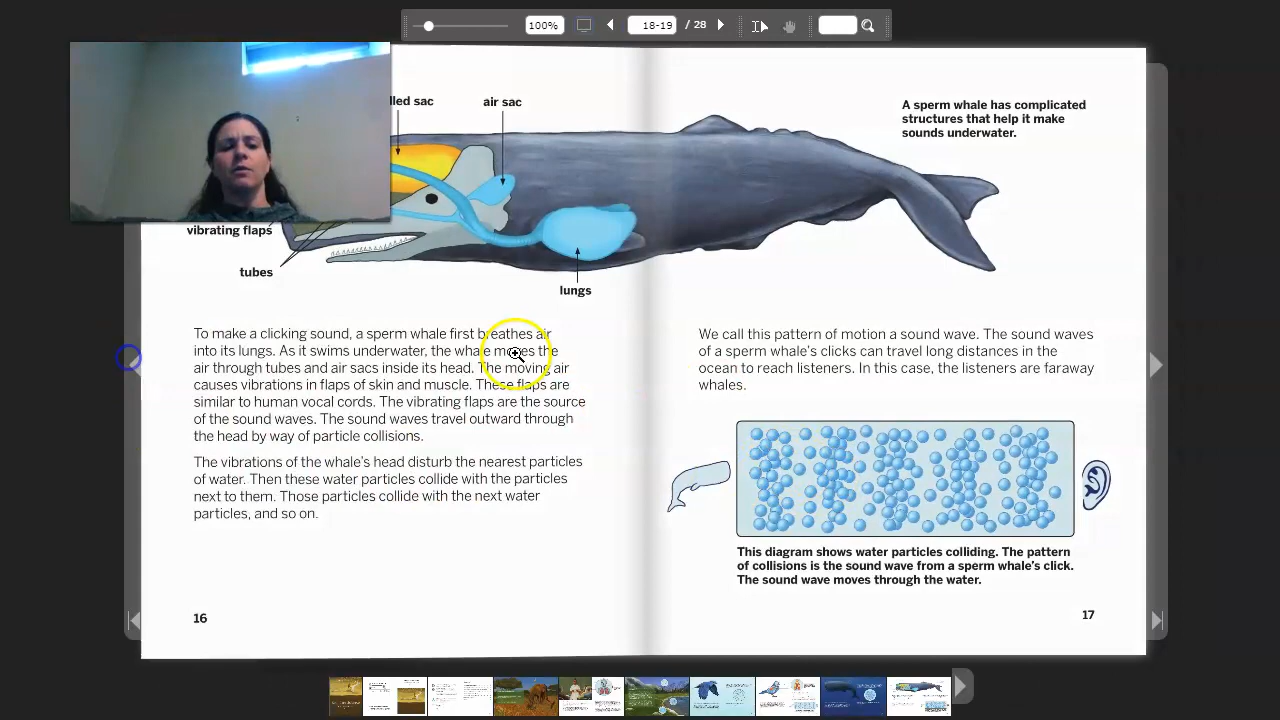 100%
18-19 / 28
lled sac
air sac
A sperm whale has complicated
structures that help it make
sounds underwater.
vibrating flaps
tubes
lungs
To make a clicking sound, a sperm whale first breathes air
into its lungs. As it swims underwater, the whale moves the
air through tubes and air sacs inside its head. The moving air
causes vibrations in flaps of skin and muscle. These flaps are
similar to human vocal cords. The vibrating flaps are the source
of the sound waves. The sound waves travel outward through
the head by way of particle collisions.
The vibrations of the whale's head disturb the nearest particles
of water. Then these water particles collide with the particles
next to them. Those particles collide with the next water
particles, and so on.
16
We call this pattern of motion a sound wave. The sound waves
of a sperm whale's clicks can travel long distances in the
ocean to reach listeners. In this case, the listeners are faraway
whales.
This diagram shows water particles colliding. The pattern
of collisions is the sound wave from a sperm whale's click.
The sound wave moves through the water.
17